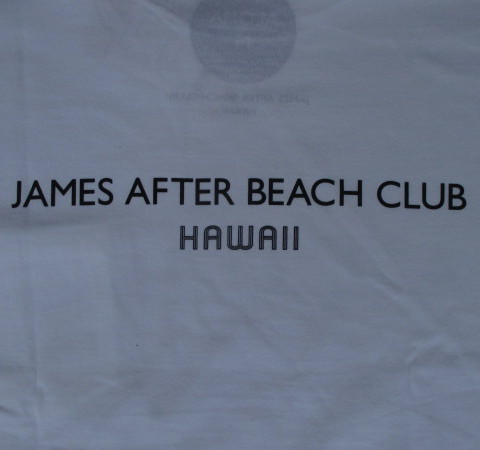 JAMES AFTER BEACH CLUB
HAWAII